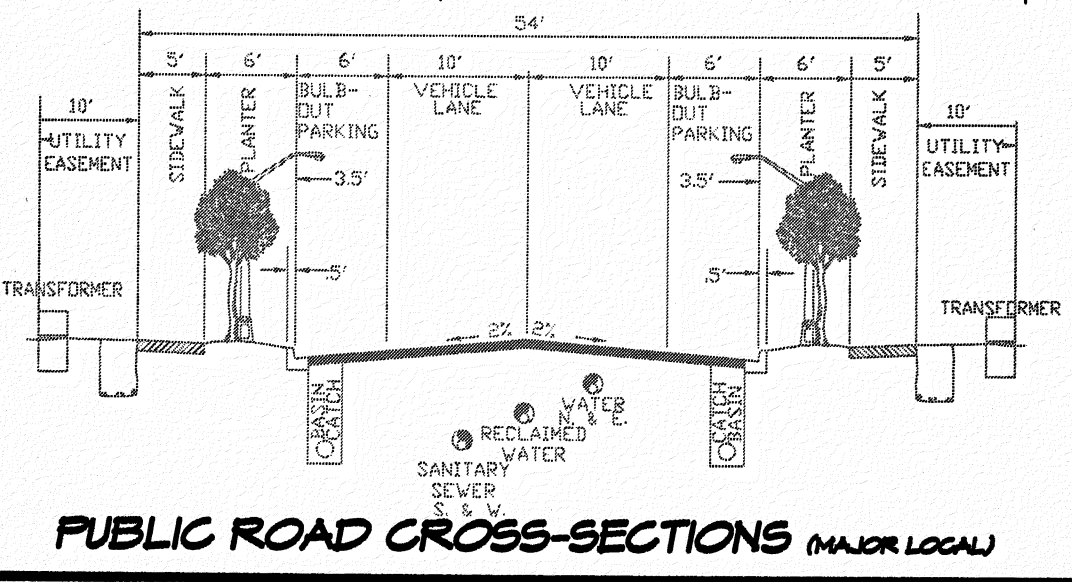 54'
5'
6'
6'
10'
10'
6'
6'
5'
10'
UTILITY
EASEMENT
SIDEWALK
PLANTER
BULB-
OUT
PARKING
VEHICLE
LANE
VEHICLE
LANE
BULB-
OUT
PARKING
PLANTER
SIDEWALK
10'
UTILITY
EASEMENT
3.5'
3.5'
.5'
.5'
TRANSFORMER
TRANSFORMER
2% 2%
CATCH
BASIN
CATCH
BASIN
WATER
N. & E.
RECLAIMED
WATER
SANITARY
SEWER
S. & W.
PUBLIC ROAD CROSS-SECTIONS (MAJOR LOCAL)